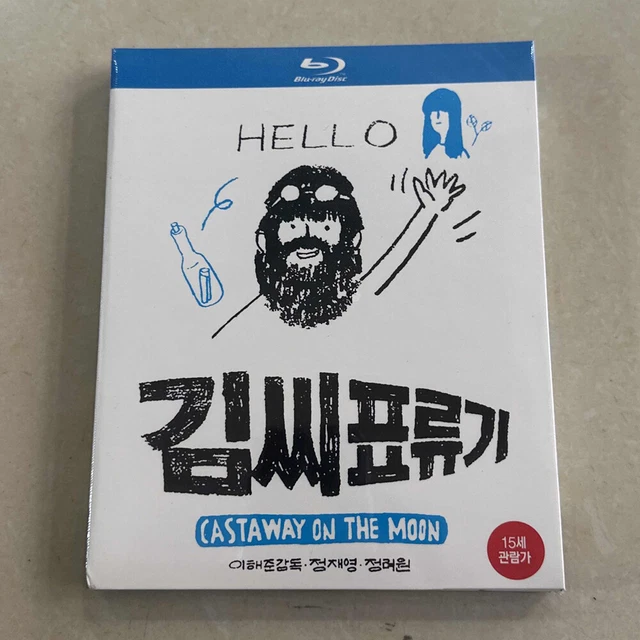 Blu-ray Disc
HELLO
김씨표류기
CASTAWAY ON THE MOON
15세
관람가
이해준감독·정재영·정려원